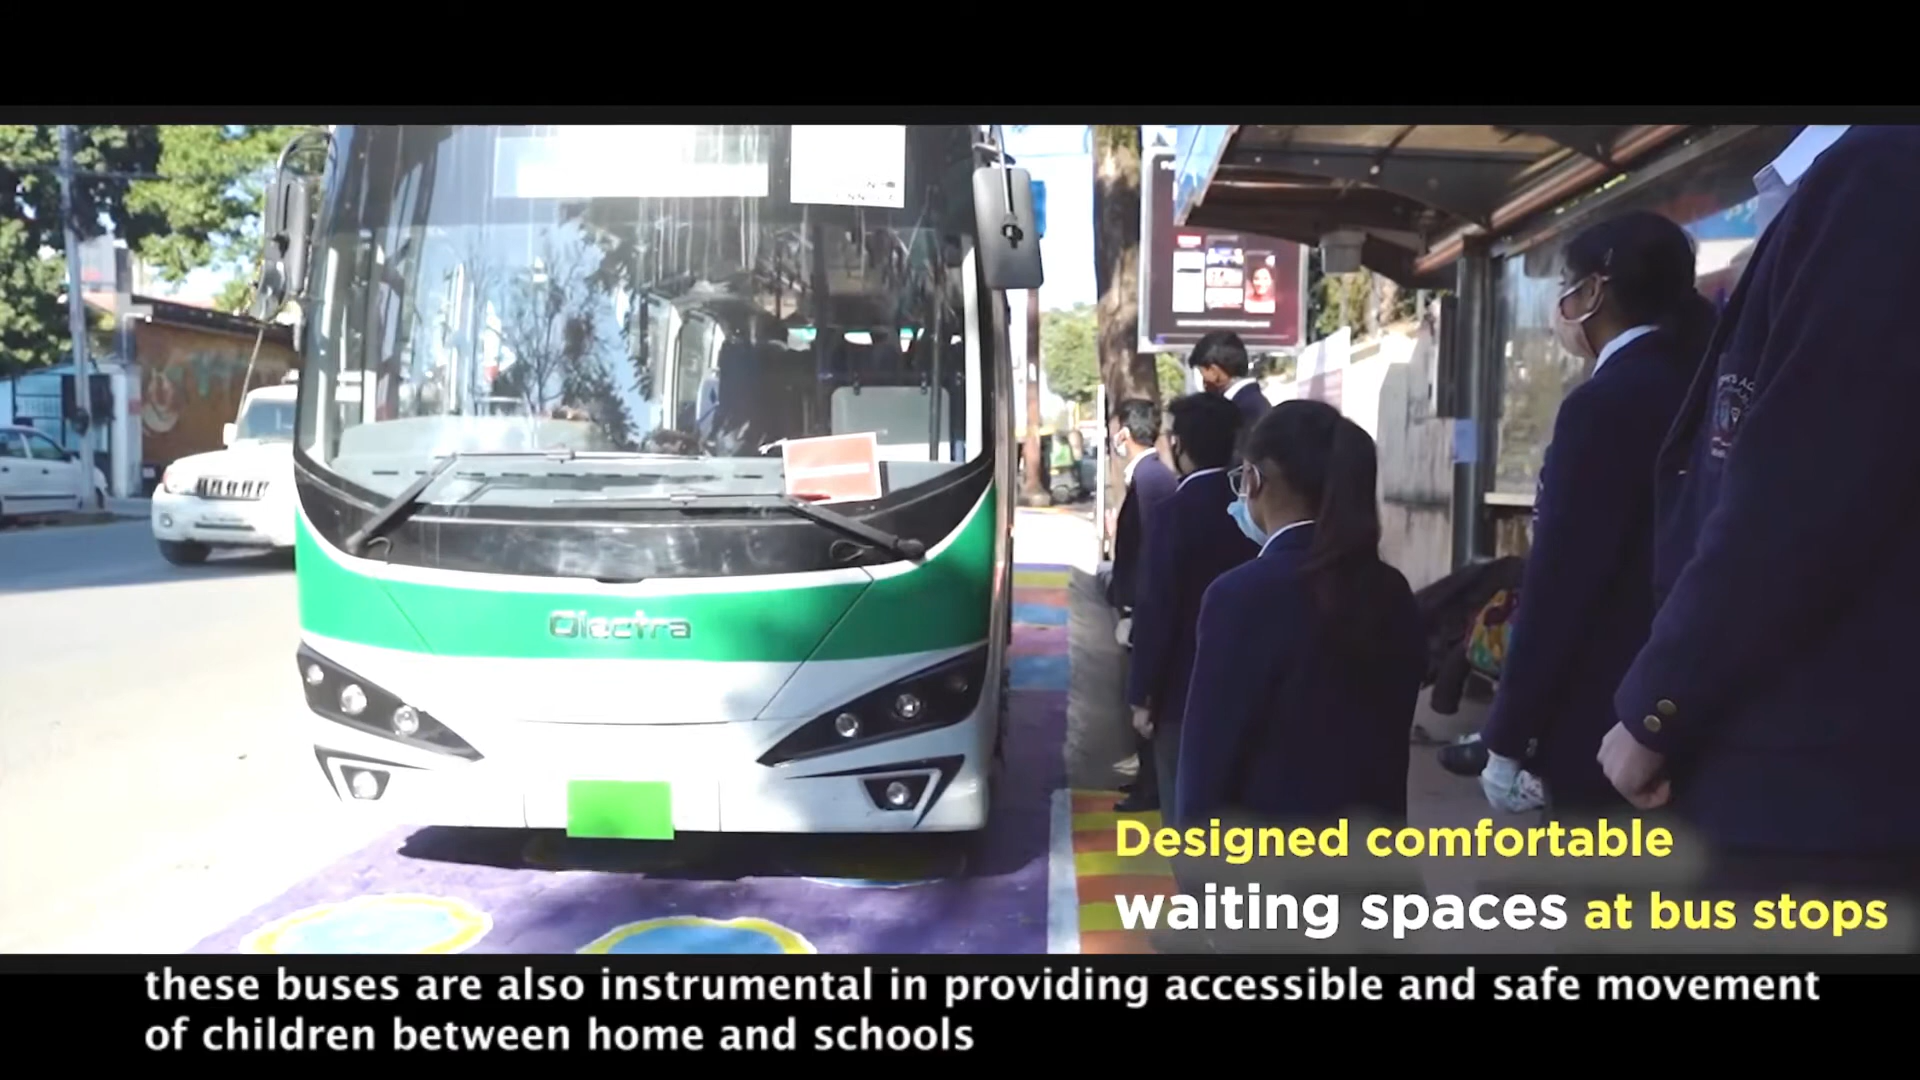 Olectra
Designed comfortable
waiting spaces at bus stops
these buses are also instrumental in providing accessible and safe movement
of children between home and schools